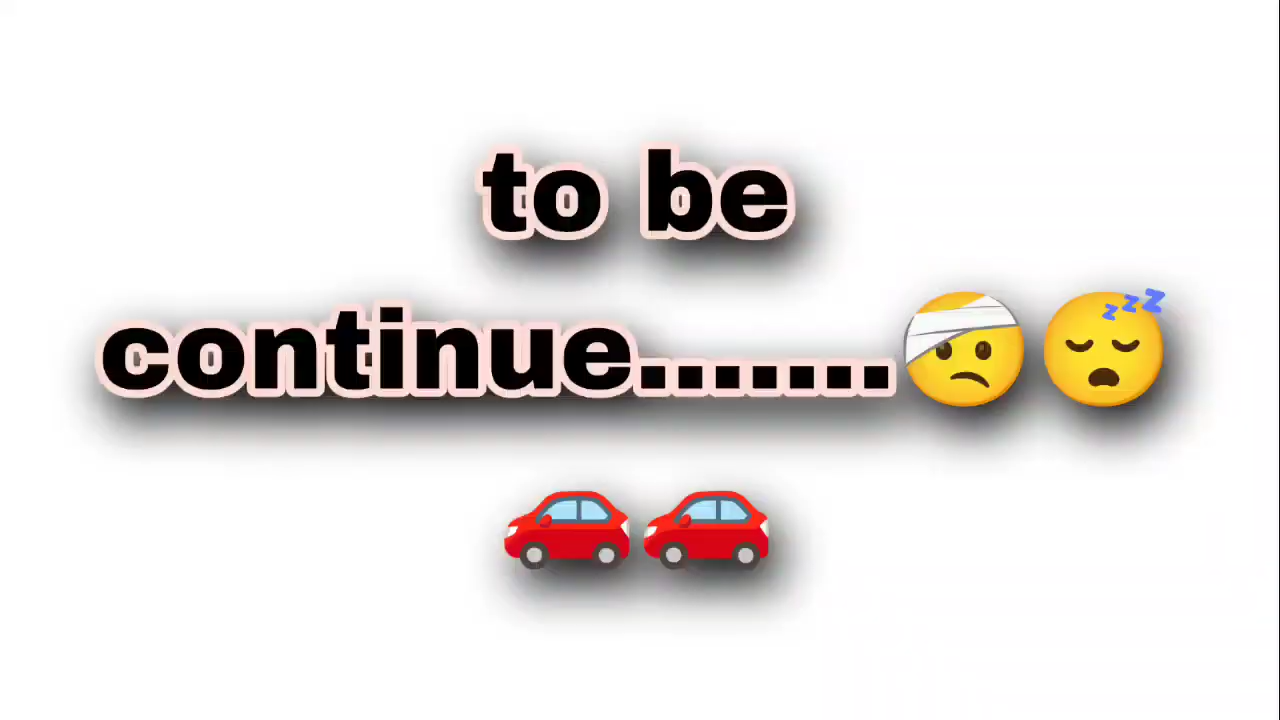 to be
continue.......🤕😴
🚗🚗